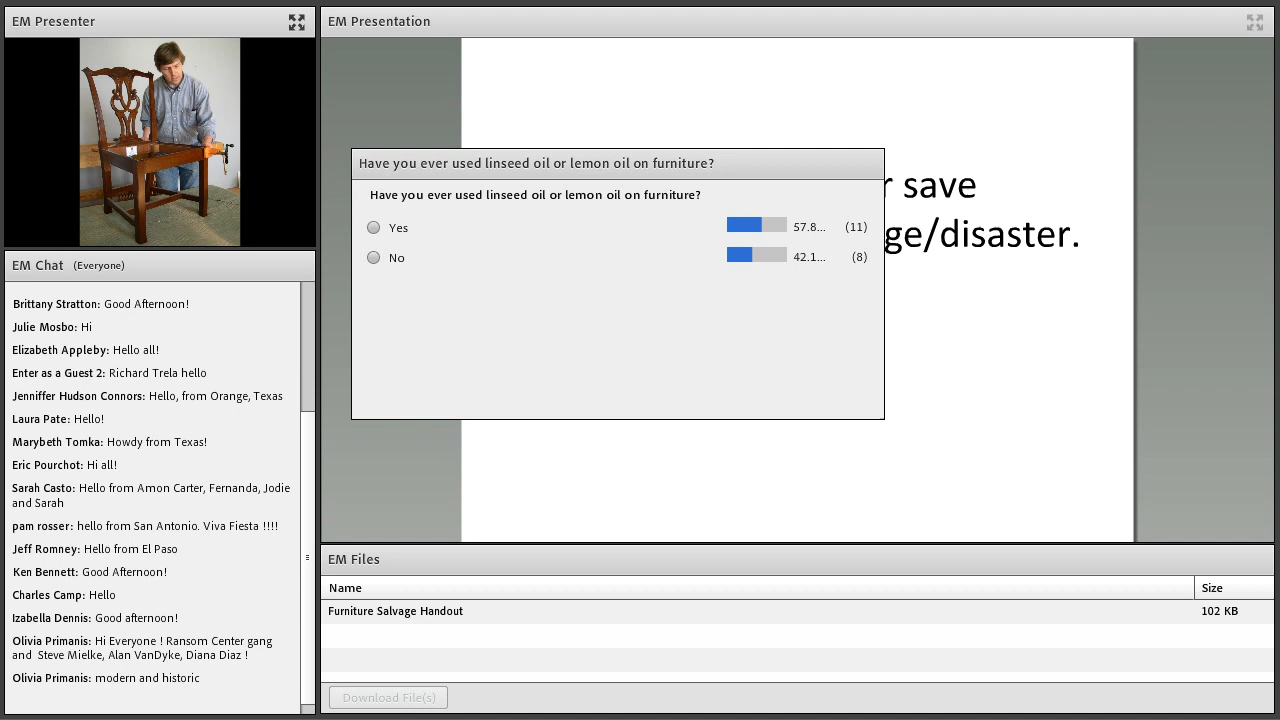 EM Presenter
EM Chat (Everyone)
Brittany Stratton: Good Afternoon!
Julie Mosbo: Hi
Elizabeth Appleby: Hello all!
Enter as a Guest 2: Richard Trela hello
Jenniffer Hudson Connors: Hello, from Orange, Texas
Laura Pate: Hello!
Marybeth Tomka: Howdy from Texas!
Eric Pourchot: Hi all!
Sarah Casto: Hello from Amon Carter, Fernanda, Jodie
and Sarah
pam rosser: hello from San Antonio. Viva Fiesta !!!!
Jeff Romney: Hello from El Paso
Ken Bennett: Good Afternoon!
Charles Camp: Hello
Izabella Dennis: Good afternoon!
Olivia Primanis: Hi Everyone ! Ransom Center gang
and Steve Mielke, Alan VanDyke, Diana Diaz !
Olivia Primanis: modern and historic
EM Presentation
r save
ge/disaster.
Have you ever used linseed oil or lemon oil on furniture?
Have you ever used linseed oil or lemon oil on furniture?
Yes 57.8... (11)
No 42.1... (8)
EM Files
Name Size
Furniture Salvage Handout 102 KB
Download File(s)